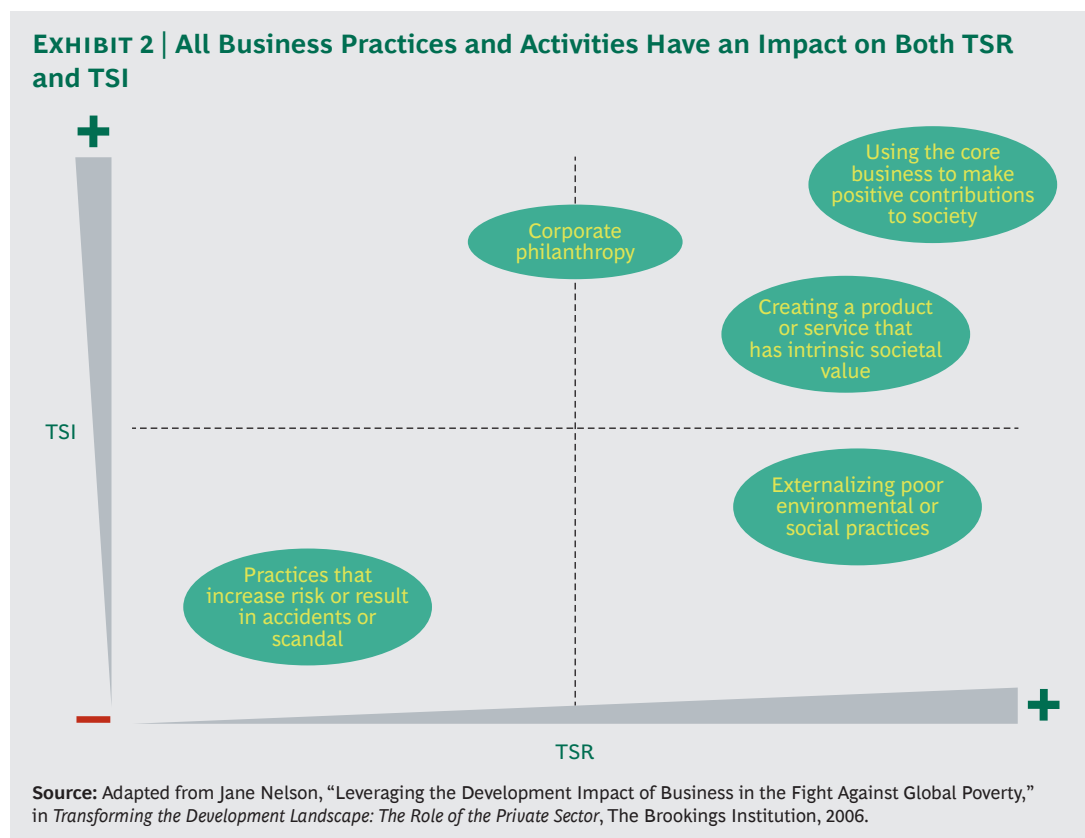 EXHIBIT 2 | All Business Practices and Activities Have an Impact on Both TSR
and TSI
+
Using the core
business to make
positive contributions
to society
Corporate
philanthropy
Creating a product
or service that
has intrinsic societal
value
TSI
Externalizing poor
environmental or
social practices
Practices that
increase risk or result
in accidents or
scandal
–
+
TSR
Source: Adapted from Jane Nelson, “Leveraging the Development Impact of Business in the Fight Against Global Poverty,”
in Transforming the Development Landscape: The Role of the Private Sector, The Brookings Institution, 2006.